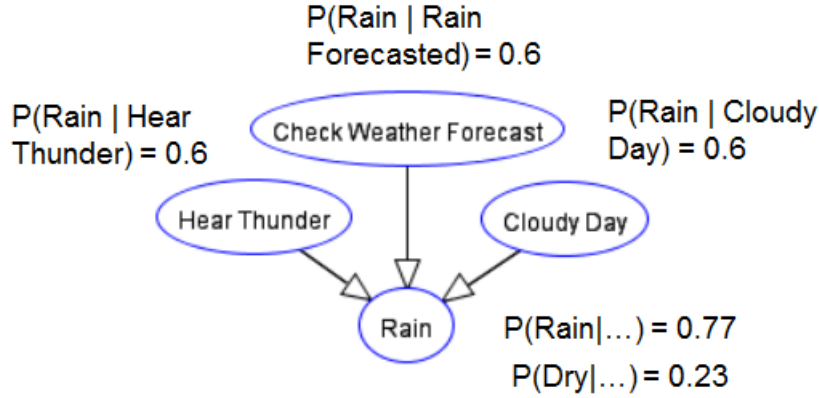 P(Rain | Rain
Forecasted) = 0.6
P(Rain | Hear
Thunder) = 0.6
Check Weather Forecast
P(Rain | Cloudy
Day) = 0.6
Hear Thunder
Cloudy Day
Rain
P(Rain|...) = 0.77
P(Dry|...) = 0.23